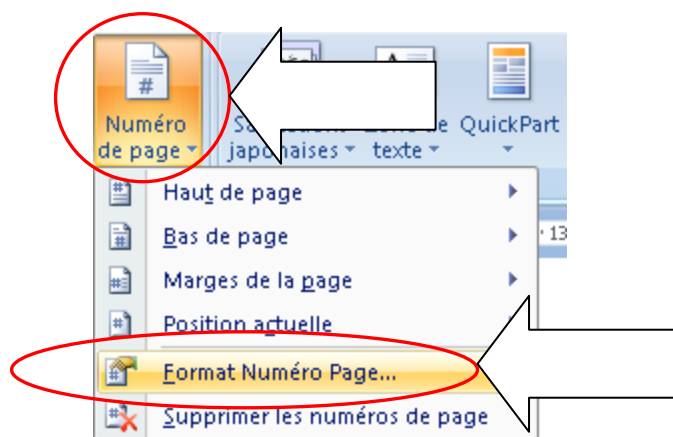 Numéro
de page
japonaises
texte
QuickPart
Haut de page
Bas de page
13
Marges de la page
Position actuelle
Format Numéro Page...
Supprimer les numéros de page